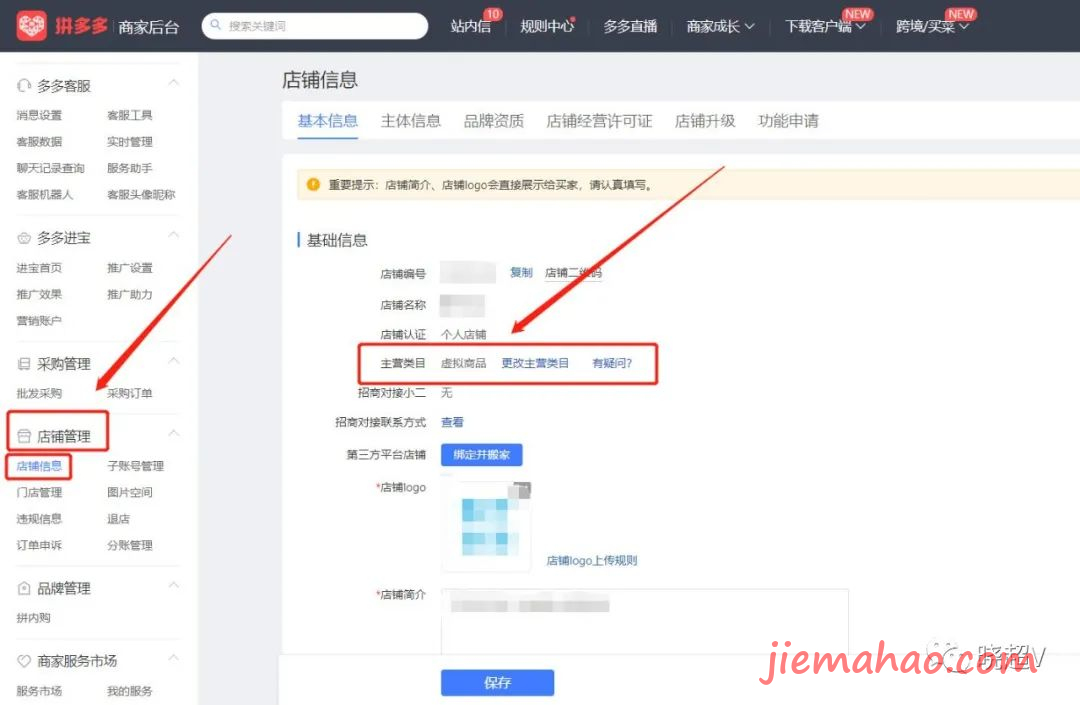 拼多多 商家后台 搜索关键词 站内信 10 规则中心 多多直播 商家成长 下载客户端 NEW 跨境/买菜 NEW
多多客服
消息设置 客服工具
客服数据 实时管理
聊天记录查询 服务助手
客服机器人 客服头像昵称
多多进宝
进宝首页 推广设置
推广效果 推广助力
营销账户
采购管理
批发采购 采购订单
店铺管理
店铺信息 子账号管理
门店管理 图片空间
违规信息 退店
订单申诉 分账管理
品牌管理
拼内购
商家服务市场
服务市场 我的服务
店铺信息
基本信息 主体信息 品牌资质 店铺经营许可证 店铺升级 功能申请
重要提示：店铺简介、店铺logo会直接展示给买家，请认真填写。
基础信息
店铺编号 复制 店铺二维码
店铺名称
店铺认证 个人店铺
主营类目 虚拟商品 更改主营类目 有疑问?
招商对接小二 无
招商对接联系方式 查看
第三方平台店铺 绑定并搬家
*店铺logo
店铺logo上传规则
*店铺简介
保存
jiemahao.com
晓超V